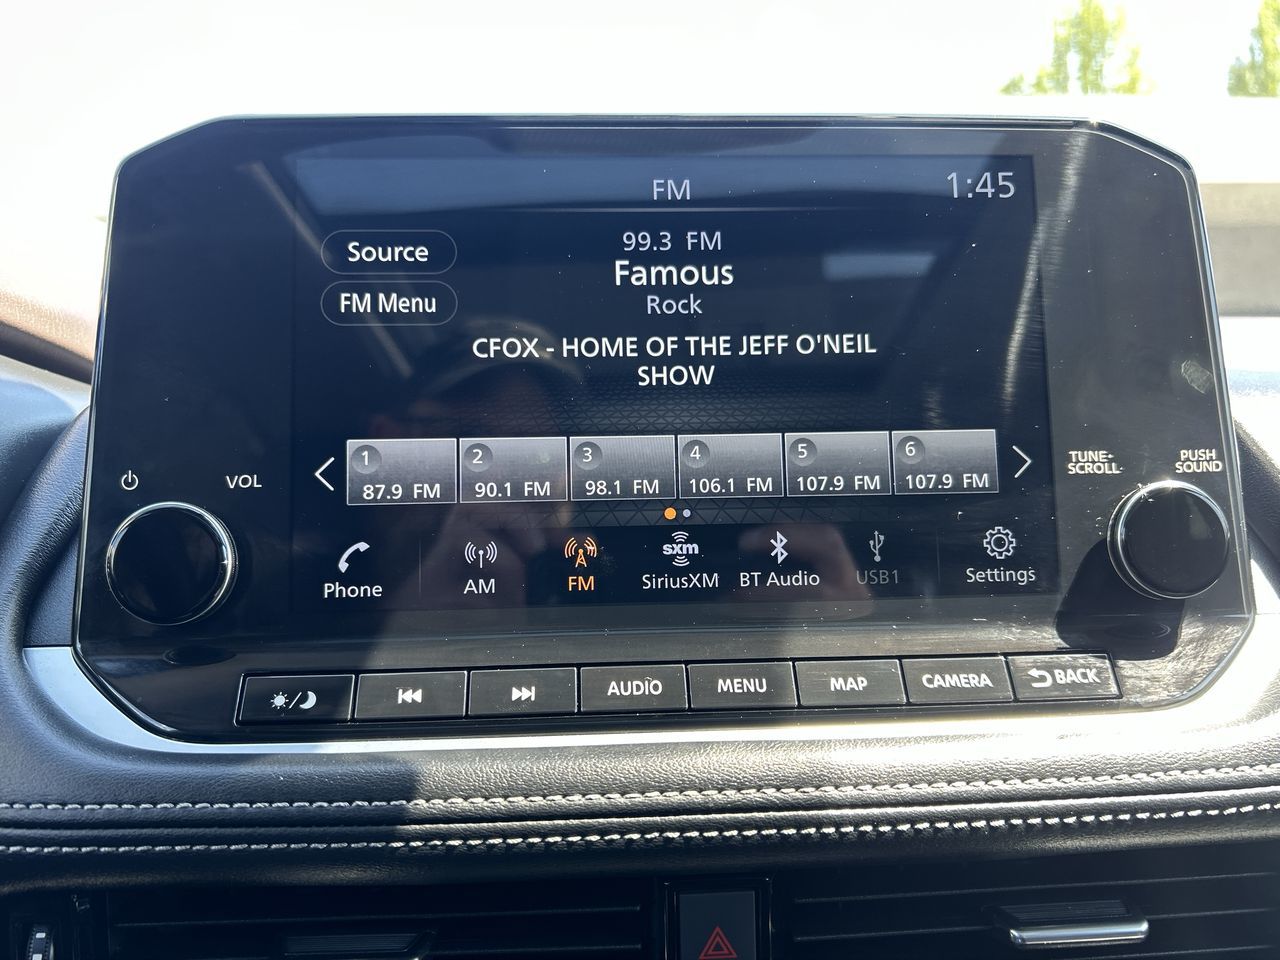 FM
1:45
Source
99.3 FM
Famous
FM Menu
Rock
CFOX - HOME OF THE JEFF O'NEIL
SHOW
1
87.9 FM
2
90.1 FM
3
98.1 FM
4
106.1 FM
5
107.9 FM
6
107.9 FM
VOL
TUNE·
SCROLL
PUSH
SOUND
Phone
AM
FM
sxm
SiriusXM
BT Audio
USB1
Settings
AUDIO
MENU
MAP
CAMERA
BACK